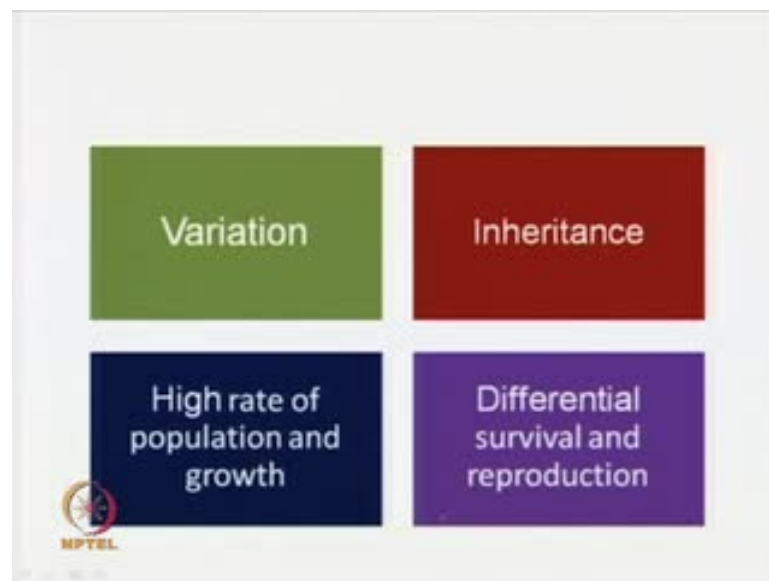 Variation
Inheritance
High rate of
population and
growth
Differential
survival and
reproduction
NPTEL